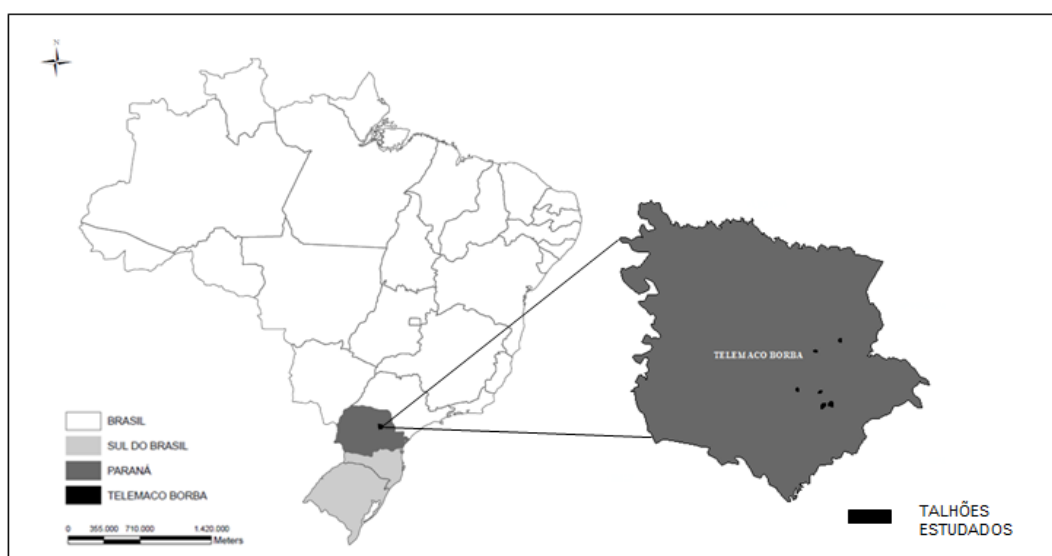 N
TELEMACO BORBA
BRASIL
SUL DO BRASIL
PARANÁ
TELEMACO BORBA
0 355.000 710.000 1.420.000
Meters
TALHÕES
ESTUDADOS